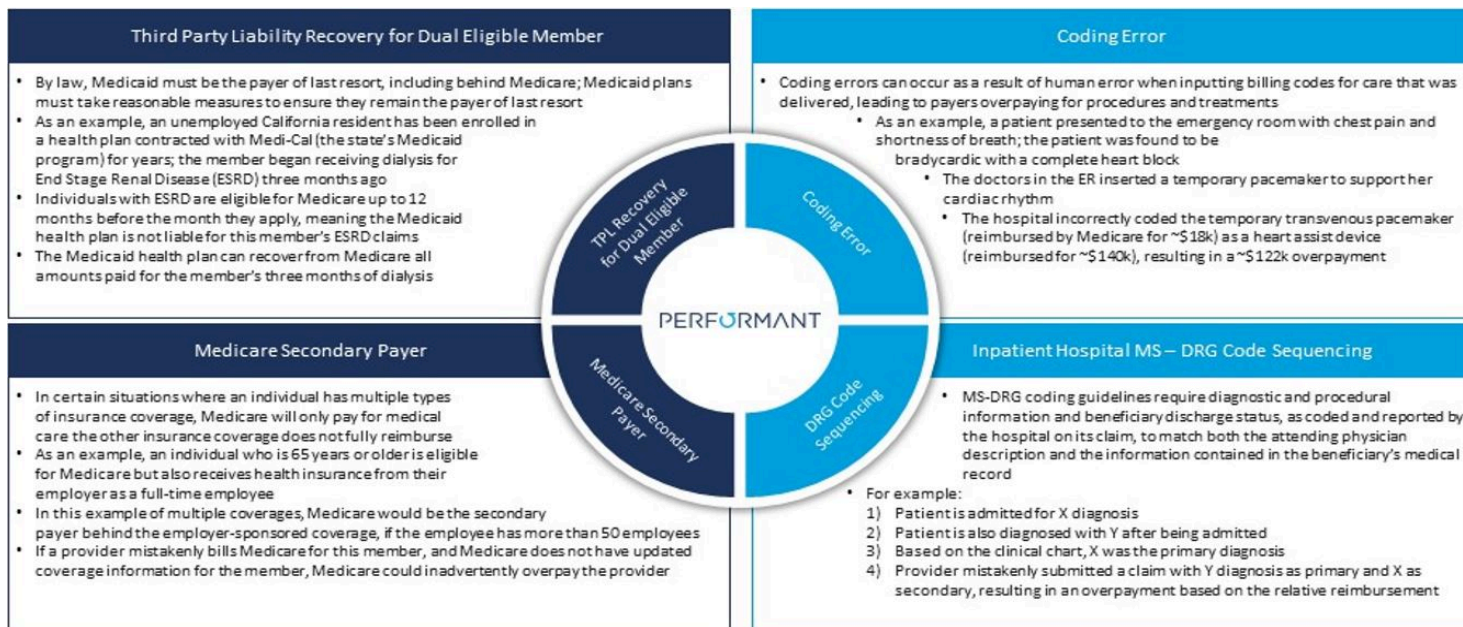 Third Party Liability Recovery for Dual Eligible Member
• By law, Medicaid must be the payer of last resort, including behind Medicare; Medicaid plans
must take reasonable measures to ensure they remain the payer of last resort
• As an example, an unemployed California resident has been enrolled in
a health plan contracted with Medi-Cal (the state's Medicaid
program) for years; the member began receiving dialysis for
End Stage Renal Disease (ESRD) three months ago
• Individuals with ESRD are eligible for Medicare up to 12
months before the month they apply, meaning the Medicaid
health plan is not liable for this member's ESRD claims
• The Medicaid health plan can recover from Medicare all
amounts paid for the member's three months of dialysis
Coding Error
• Coding errors can occur as a result of human error when inputting billing codes for care that was
delivered, leading to payers overpaying for procedures and treatments
• As an example, a patient presented to the emergency room with chest pain and
shortness of breath; the patient was found to be
bradycardic with a complete heart block
• The doctors in the ER inserted a temporary pacemaker to support her
cardiac rhythm
• The hospital incorrectly coded the temporary transvenous pacemaker
(reimbursed by Medicare for ~$18k) as a heart assist device
(reimbursed for ~$140k), resulting in a ~$122k overpayment
TPL Recovery
for Dual Eligible
Member
Coding Error
PERFORMANT
Medicare Secondary
Payer
DRG Code
Sequencing
Medicare Secondary Payer
• In certain situations where an individual has multiple types
of insurance coverage, Medicare will only pay for medical
care the other insurance coverage does not fully reimburse
• As an example, an individual who is 65 years or older is eligible
for Medicare but also receives health insurance from their
employer as a full-time employee
• In this example of multiple coverages, Medicare would be the secondary
payer behind the employer-sponsored coverage, if the employee has more than 50 employees
• If a provider mistakenly bills Medicare for this member, and Medicare does not have updated
coverage information for the member, Medicare could inadvertently overpay the provider
Inpatient Hospital MS – DRG Code Sequencing
• MS-DRG coding guidelines require diagnostic and procedural
information and beneficiary discharge status, as coded and reported by
the hospital on its claim, to match both the attending physician
description and the information contained in the beneficiary's medical
record
• For example:
1) Patient is admitted for X diagnosis
2) Patient is also diagnosed with Y after being admitted
3) Based on the clinical chart, X was the primary diagnosis
4) Provider mistakenly submitted a claim with Y diagnosis as primary and X as
secondary, resulting in an overpayment based on the relative reimbursement